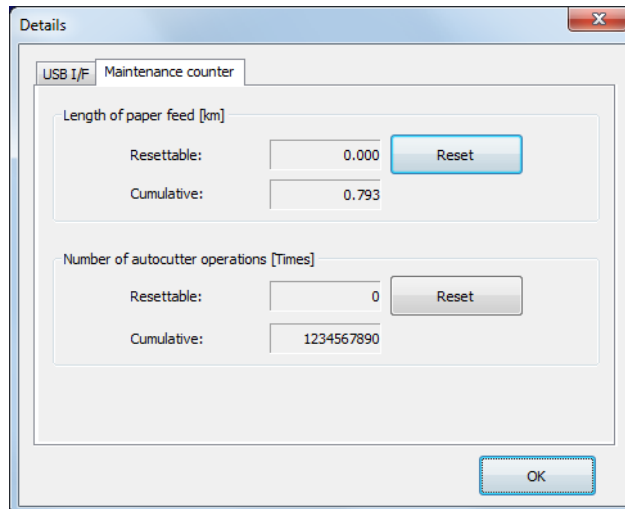 Details
USB I/F Maintenance counter
Length of paper feed [km]
Resettable: 0.000 Reset
Cumulative: 0.793
Number of autocutter operations [Times]
Resettable: 0 Reset
Cumulative: 1234567890
OK